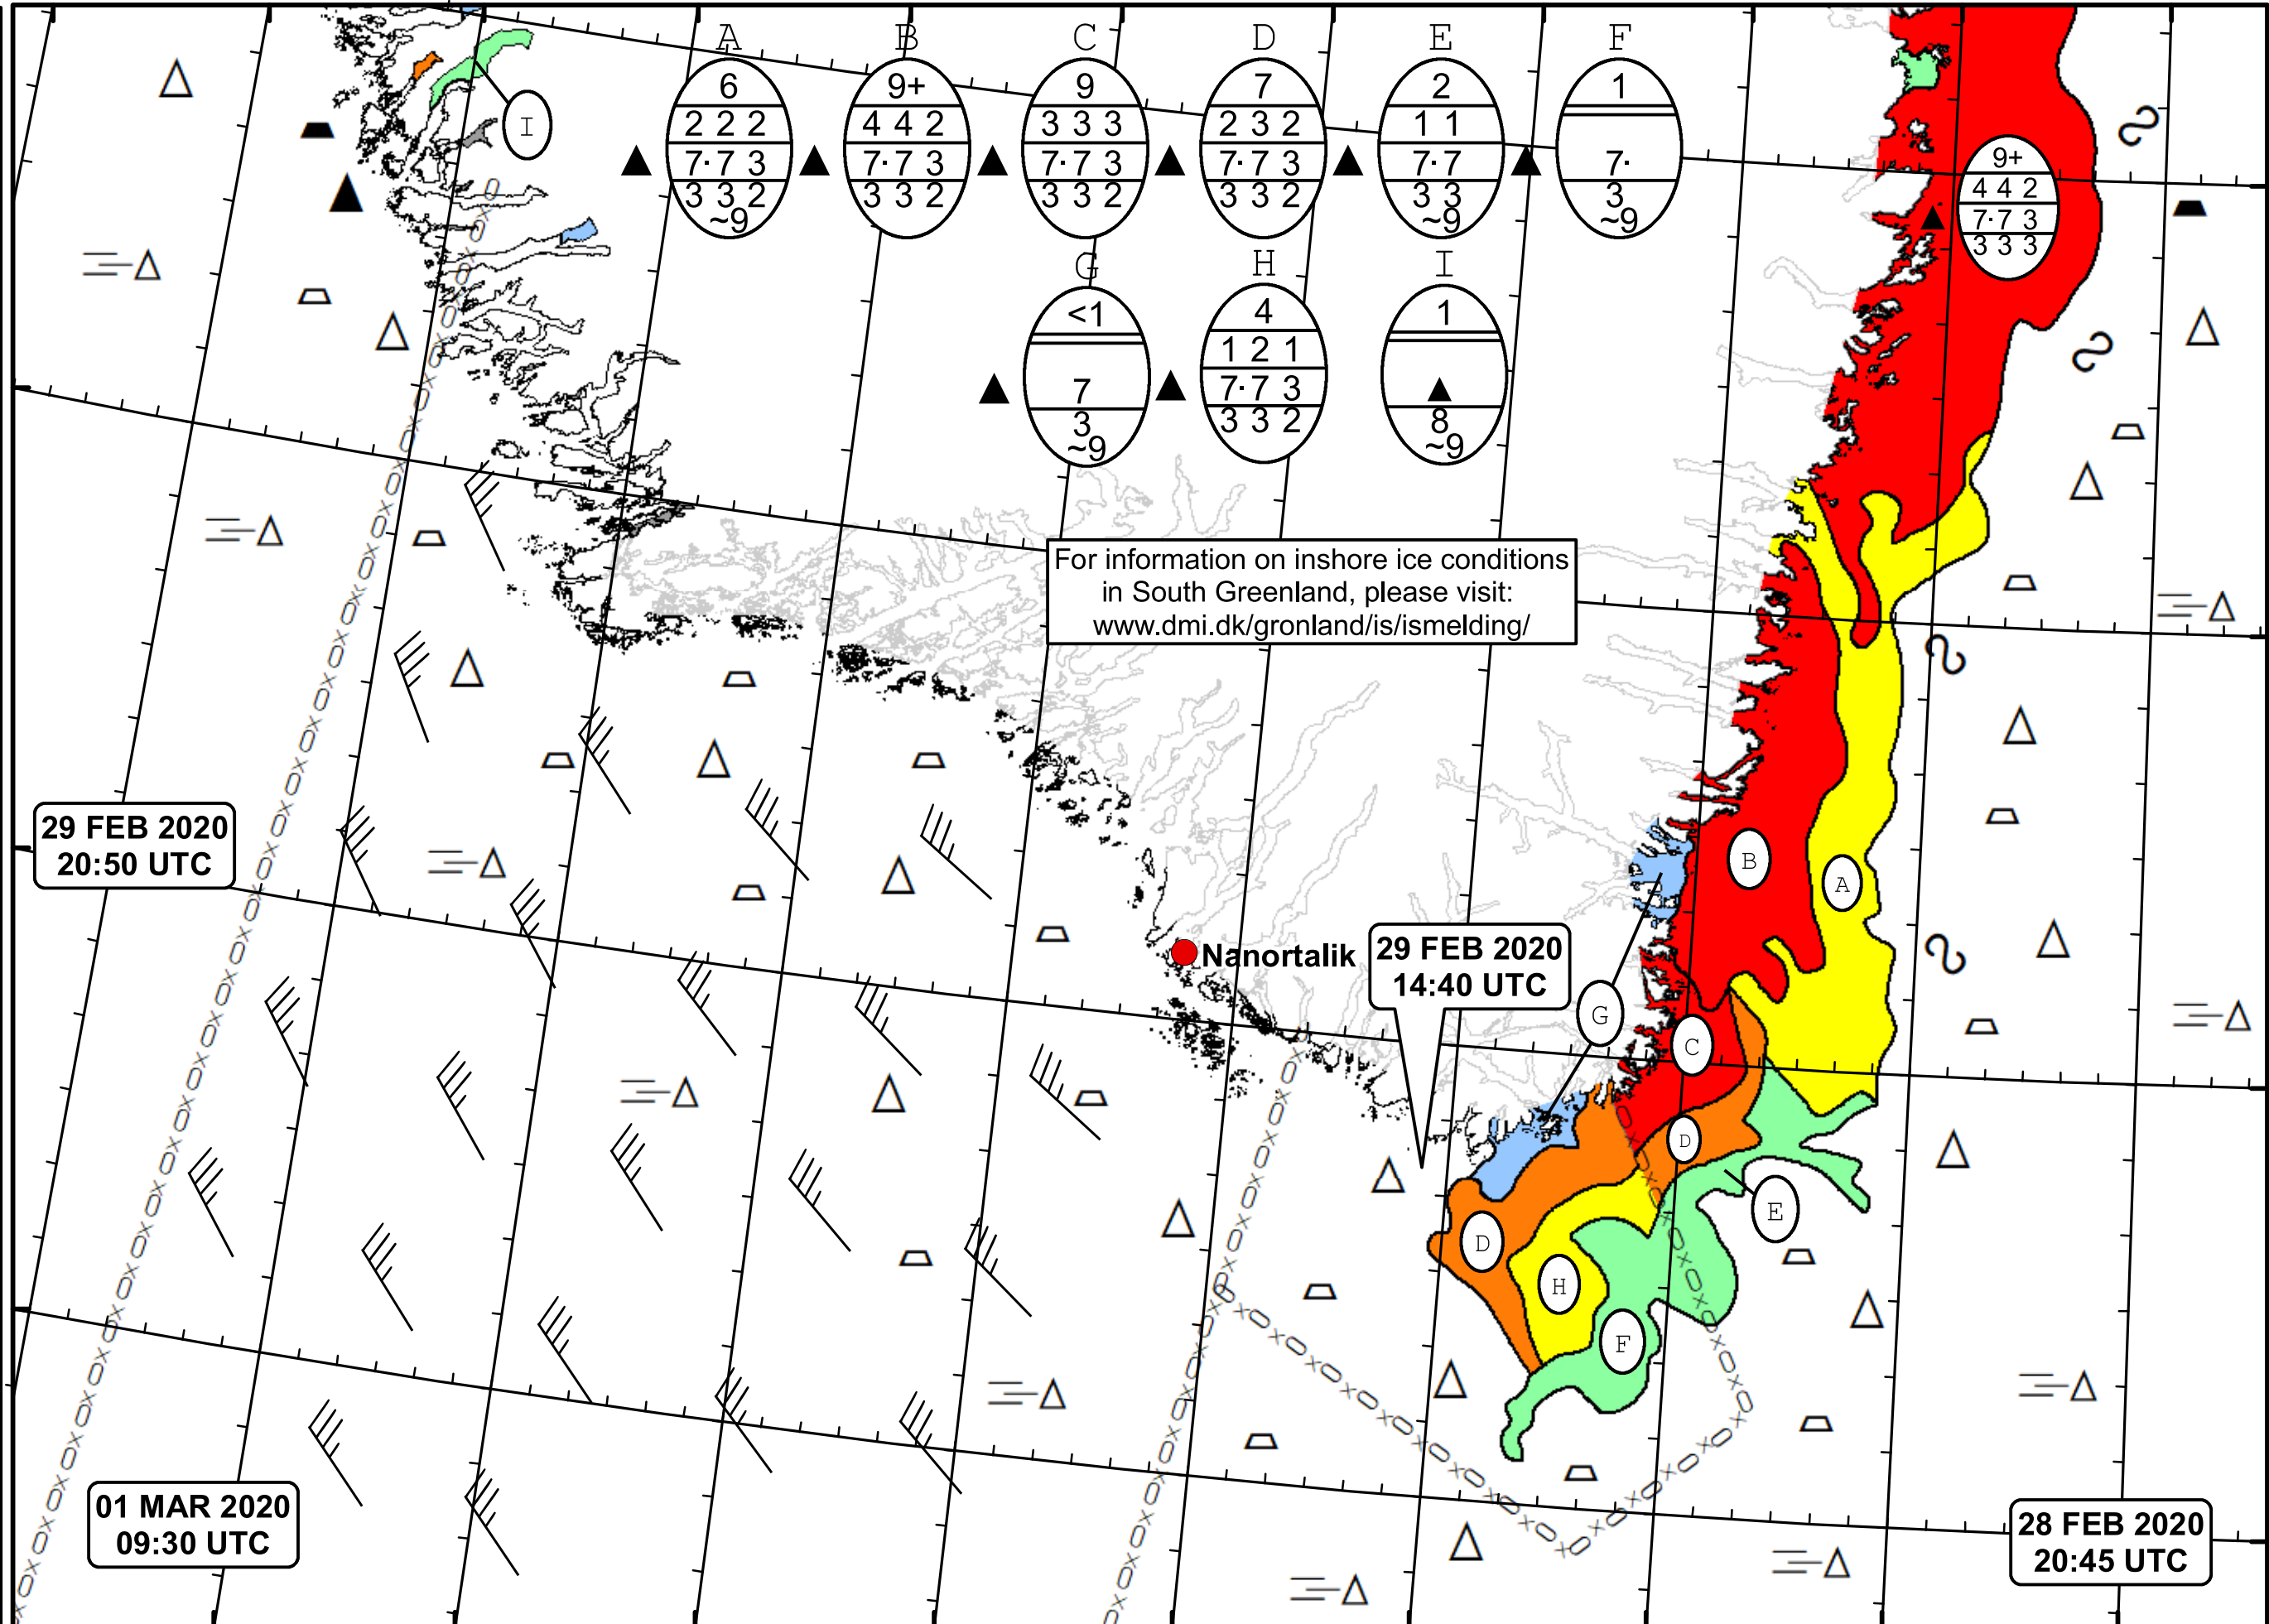 A B C D E F
6 9+ 9 7 2 1
2 2 2 4 4 2 3 3 3 2 3 2 1 1
7· 7 3 7· 7 3 7· 7 3 7· 7 3 7· 7 7·
3 3 2 3 3 2 3 3 2 3 3 2 3 3 3
~9 ~9 ~9
I
9+
4 4 2
7· 7 3
3 3 3
G H I
<1 4 1
1 2 1
7 7· 7 3
3 3 3 2 8
~9 ~9
For information on inshore ice conditions
in South Greenland, please visit:
www.dmi.dk/gronland/is/ismelding/
29 FEB 2020
20:50 UTC
B
A
Nanortalik
29 FEB 2020
14:40 UTC
G
C
D
E
D
H
F
01 MAR 2020
09:30 UTC
28 FEB 2020
20:45 UTC